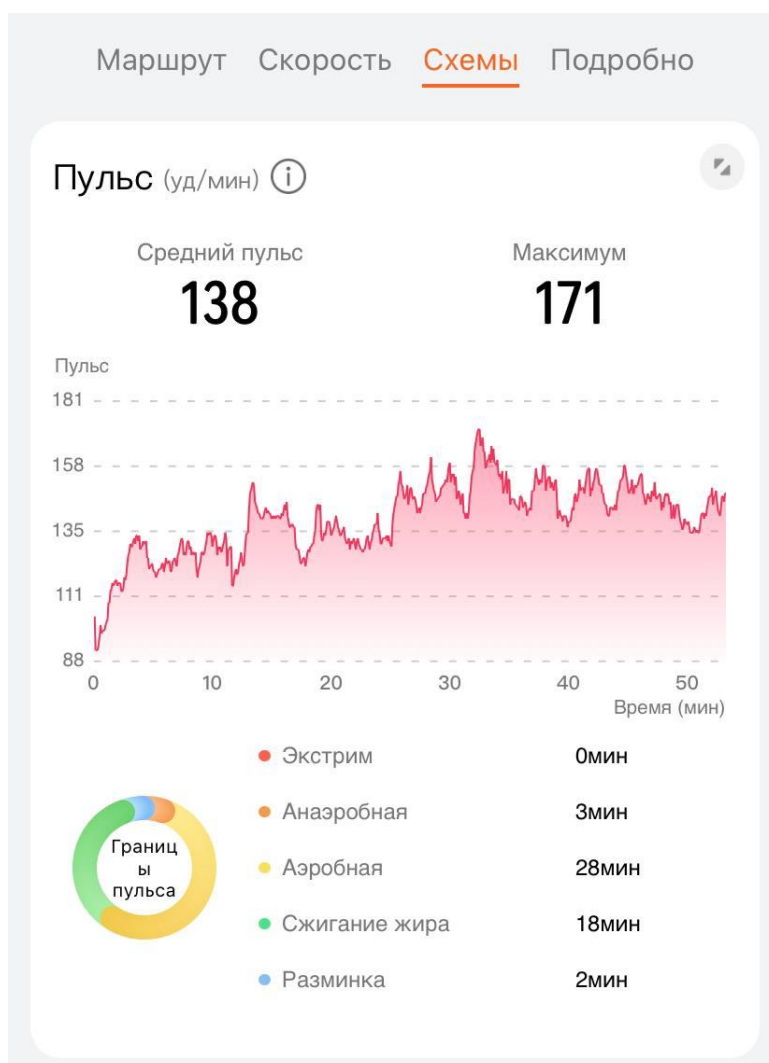 Маршрут Скорость Схемы Подробно
Пульс (уд/мин) i
Средний пульс Максимум
138 171
Пульс
181
158
135
111
88
0 10 20 30 40 50
Время (мин)
Экстрим 0мин
Анаэробная 3мин
Аэробная 28мин
Сжигание жира 18мин
Разминка 2мин
Границ
ы
пульса